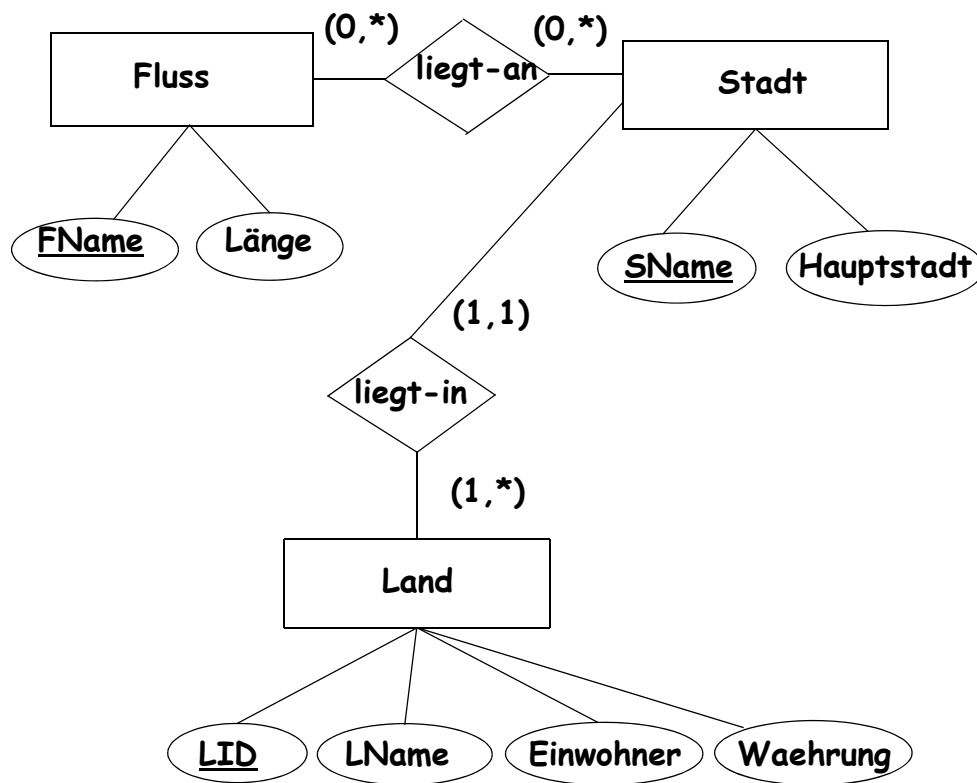 (0,*) (0,*)
Fluss liegt-an Stadt
FName Länge SName Hauptstadt
(1,1)
liegt-in
(1,*)
Land
LID LName Einwohner Waehrung